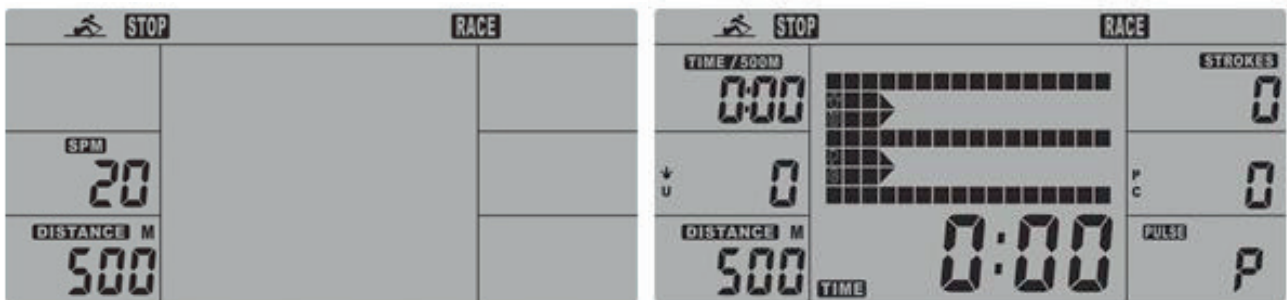 STOP RACE
SPM
20
DISTANCE M
500
STOP RACE
TIME / 500M
0:00
STROKES
0
U
0
P
C
0
DISTANCE M
500
TIME
0:00
PULSE
P